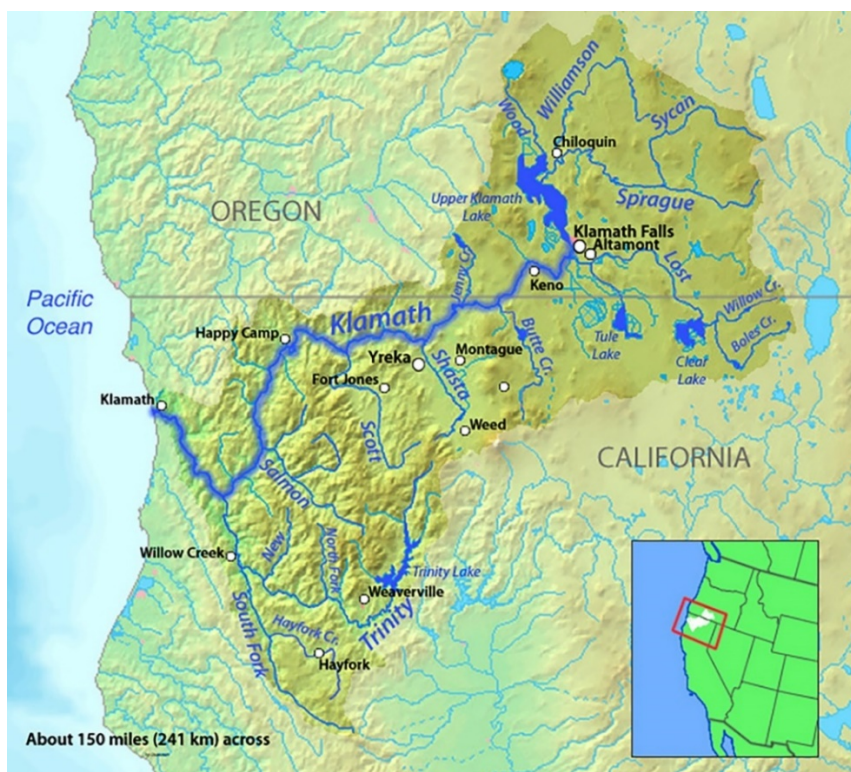 Williamson
Wood
Sycan
Chiloquin
Sprague
Upper Klamath
Lake
OREGON
Klamath Falls
Altamont
Lost
Jenny Cr.
Keno
Pacific
Ocean
Willow Cr.
Klamath
Happy Camp
Boles Cr.
Tule
Lake
Butte Cr.
Clear
Lake
Yreka
Montague
Shasta
Fort Jones
Klamath
Weed
Scott
CALIFORNIA
Salmon
New
North Fork
Willow Creek
Trinity Lake
Weaverville
Trinity
South Fork
Hayfork Cr.
Hayfork
About 150 miles (241 km) across